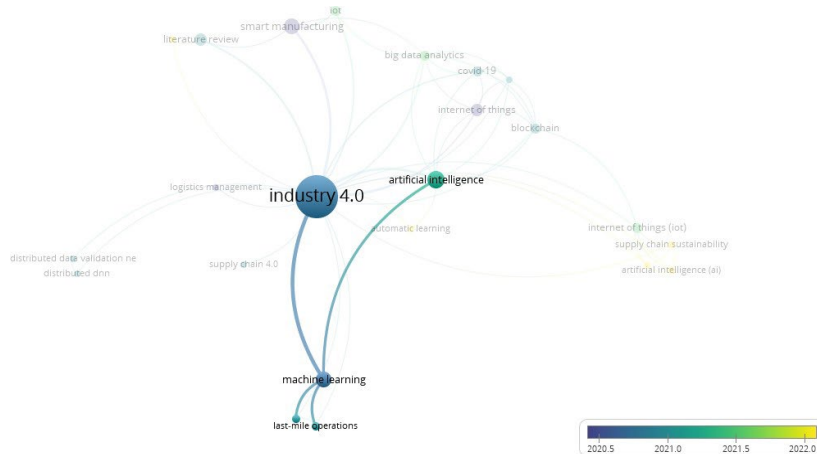 iot
smart manufacturing
literature review
big data analytics
covid-19
internet of things
blockchain
artificial intelligence
logistics management
industry 4.0
automatic learning
internet of things (iot)
supply chain sustainability
distributed data validation ne
supply chain 4.0
artificial intelligence (ai)
distributed dnn
machine learning
last-mile operations
2020.5 2021.0 2021.5 2022.0